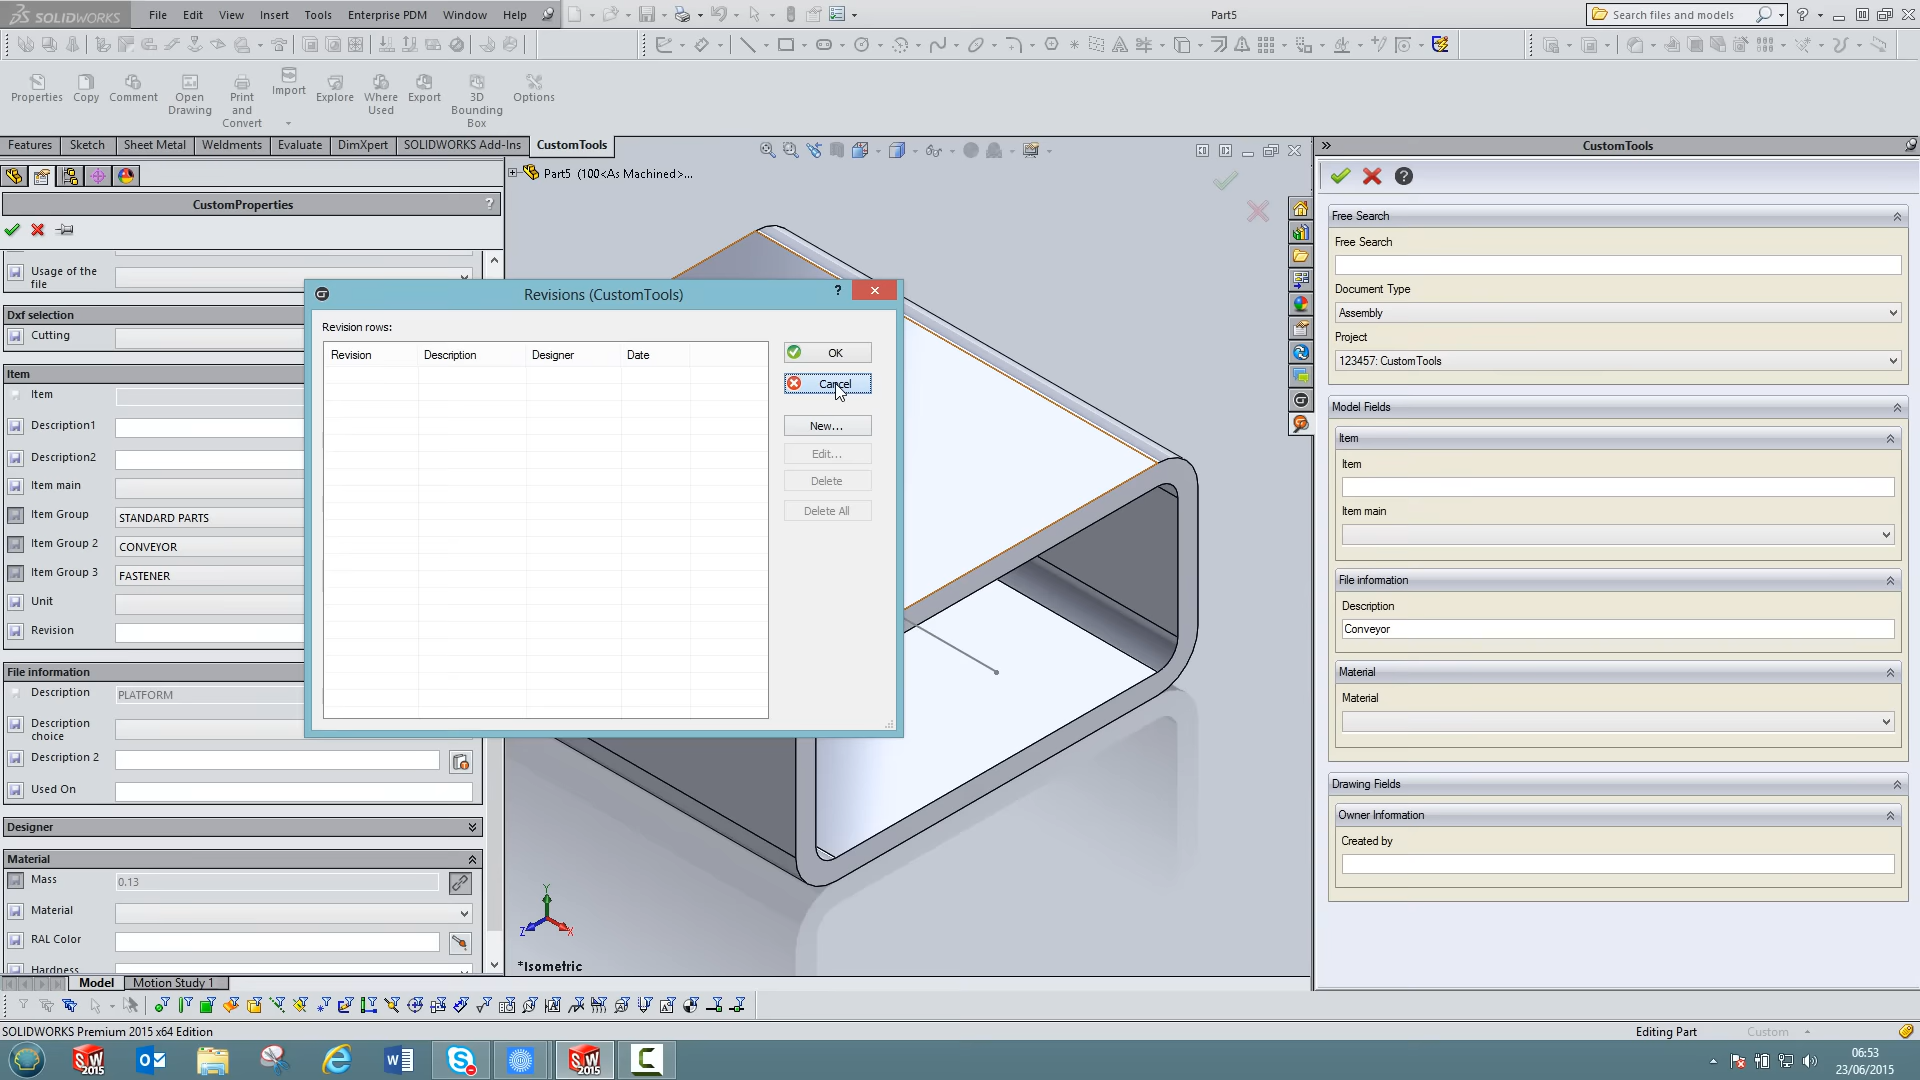 SOLIDWORKS File Edit View Insert Tools Enterprise PDM Window Help Part5 Search files and models
Properties Copy Comment Open Drawing Print and Convert Import Explore Where Used Export 3D Bounding Box Options
Features Sketch Sheet Metal Weldments Evaluate DimXpert SOLIDWORKS Add-Ins CustomTools
CustomProperties ?
Usage of the file
Dxf selection
Cutting
Item
Item
Description1
Description2
Item main
Item Group STANDARD PARTS
Item Group 2 CONVEYOR
Item Group 3 FASTENER
Unit
Revision
File information
Description PLATFORM
Description choice
Description 2
Used On
Designer
Material
Mass 0.13
Material
RAL Color
Hardness
Part5 (100<As Machined>...
Revisions (CustomTools) ?
Revision rows:
Revision Description Designer Date
OK
Cancel
New...
Edit...
Delete
Delete All
Y
Z X
*Isometric
CustomTools
Free Search
Free Search
Document Type
Assembly
Project
123457: CustomTools
Model Fields
Item
Item
Item main
File information
Description
Conveyor
Material
Material
Drawing Fields
Owner Information
Created by
Model Motion Study 1
SOLIDWORKS Premium 2015 x64 Edition Editing Part Custom
SW 2015 SW 2015
06:53
23/06/2015